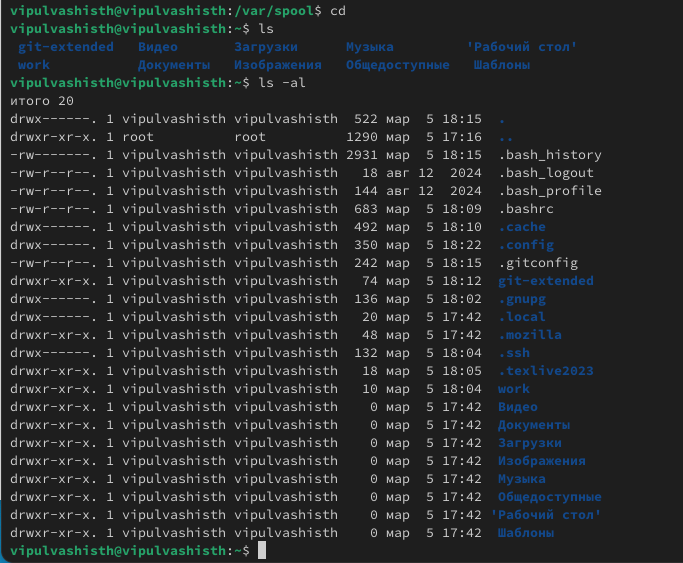 vipulvashisth@vipulvashisth:/var/spool$ cd
vipulvashisth@vipulvashisth:~$ ls
git-extended Видео Загрузки Музыка 'Рабочий стол'
work Документы Изображения Общедоступные Шаблоны
vipulvashisth@vipulvashisth:~$ ls -al
итого 20
drwx------. 1 vipulvashisth vipulvashisth 522 мар 5 18:15 .
drwxr-xr-x. 1 root root 1290 мар 5 17:16 ..
-rw-------. 1 vipulvashisth vipulvashisth 2931 мар 5 18:15 .bash_history
-rw-r--r--. 1 vipulvashisth vipulvashisth 18 авг 12 2024 .bash_logout
-rw-r--r--. 1 vipulvashisth vipulvashisth 144 авг 12 2024 .bash_profile
-rw-r--r--. 1 vipulvashisth vipulvashisth 683 мар 5 18:09 .bashrc
drwx------. 1 vipulvashisth vipulvashisth 492 мар 5 18:10 .cache
drwx------. 1 vipulvashisth vipulvashisth 350 мар 5 18:22 .config
-rw-r--r--. 1 vipulvashisth vipulvashisth 242 мар 5 18:15 .gitconfig
drwxr-xr-x. 1 vipulvashisth vipulvashisth 74 мар 5 18:12 git-extended
drwx------. 1 vipulvashisth vipulvashisth 136 мар 5 18:02 .gnupg
drwx------. 1 vipulvashisth vipulvashisth 20 мар 5 17:42 .local
drwxr-xr-x. 1 vipulvashisth vipulvashisth 48 мар 5 17:42 .mozilla
drwx------. 1 vipulvashisth vipulvashisth 132 мар 5 18:04 .ssh
drwxr-xr-x. 1 vipulvashisth vipulvashisth 18 мар 5 18:05 .texlive2023
drwxr-xr-x. 1 vipulvashisth vipulvashisth 10 мар 5 18:04 work
drwxr-xr-x. 1 vipulvashisth vipulvashisth 0 мар 5 17:42 Видео
drwxr-xr-x. 1 vipulvashisth vipulvashisth 0 мар 5 17:42 Документы
drwxr-xr-x. 1 vipulvashisth vipulvashisth 0 мар 5 17:42 Загрузки
drwxr-xr-x. 1 vipulvashisth vipulvashisth 0 мар 5 17:42 Изображения
drwxr-xr-x. 1 vipulvashisth vipulvashisth 0 мар 5 17:42 Музыка
drwxr-xr-x. 1 vipulvashisth vipulvashisth 0 мар 5 17:42 Общедоступные
drwxr-xr-x. 1 vipulvashisth vipulvashisth 0 мар 5 17:42 'Рабочий стол'
drwxr-xr-x. 1 vipulvashisth vipulvashisth 0 мар 5 17:42 Шаблоны
vipulvashisth@vipulvashisth:~$